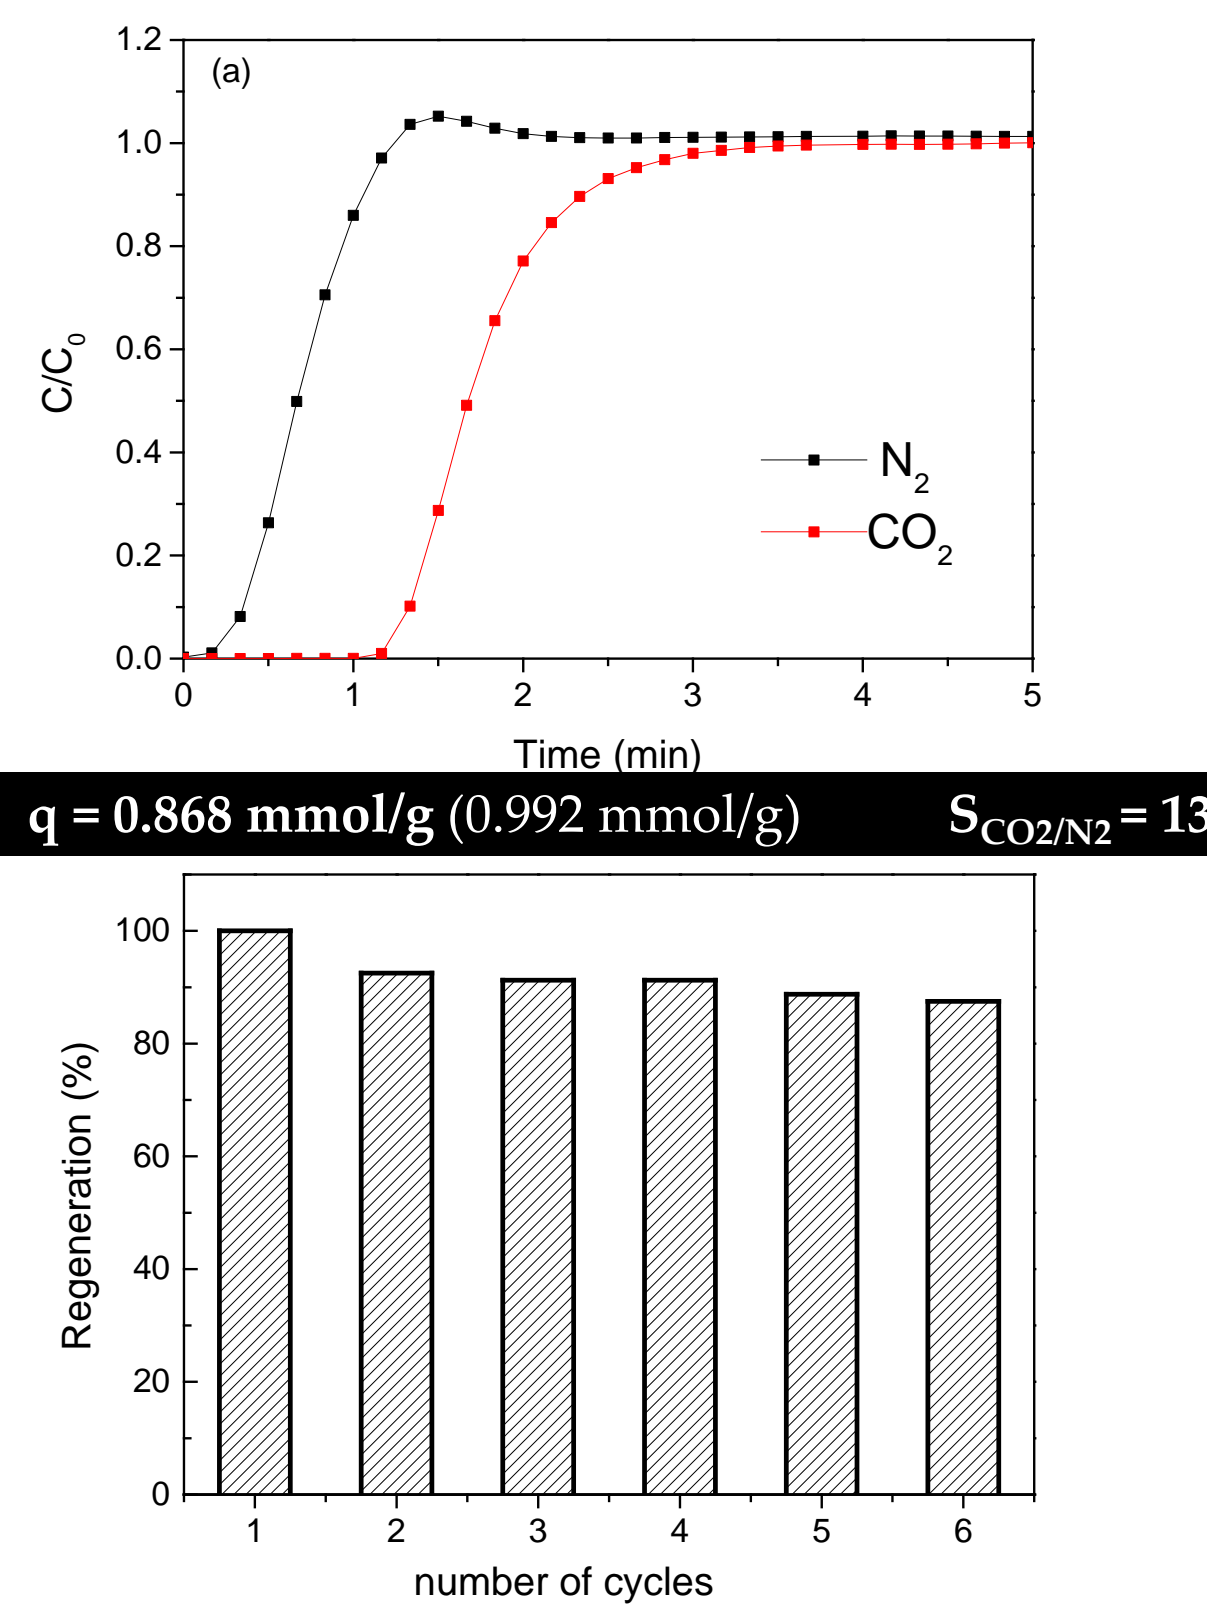 1.2
(a)
1.0
0.8
0.6
0.4
0.2
0.0
C/C0
N2
CO2
0 1 2 3 4 5
Time (min)
q = 0.868 mmol/g (0.992 mmol/g) SCO2/N2 = 13
100
80
60
40
20
0
Regeneration (%)
1 2 3 4 5 6
number of cycles